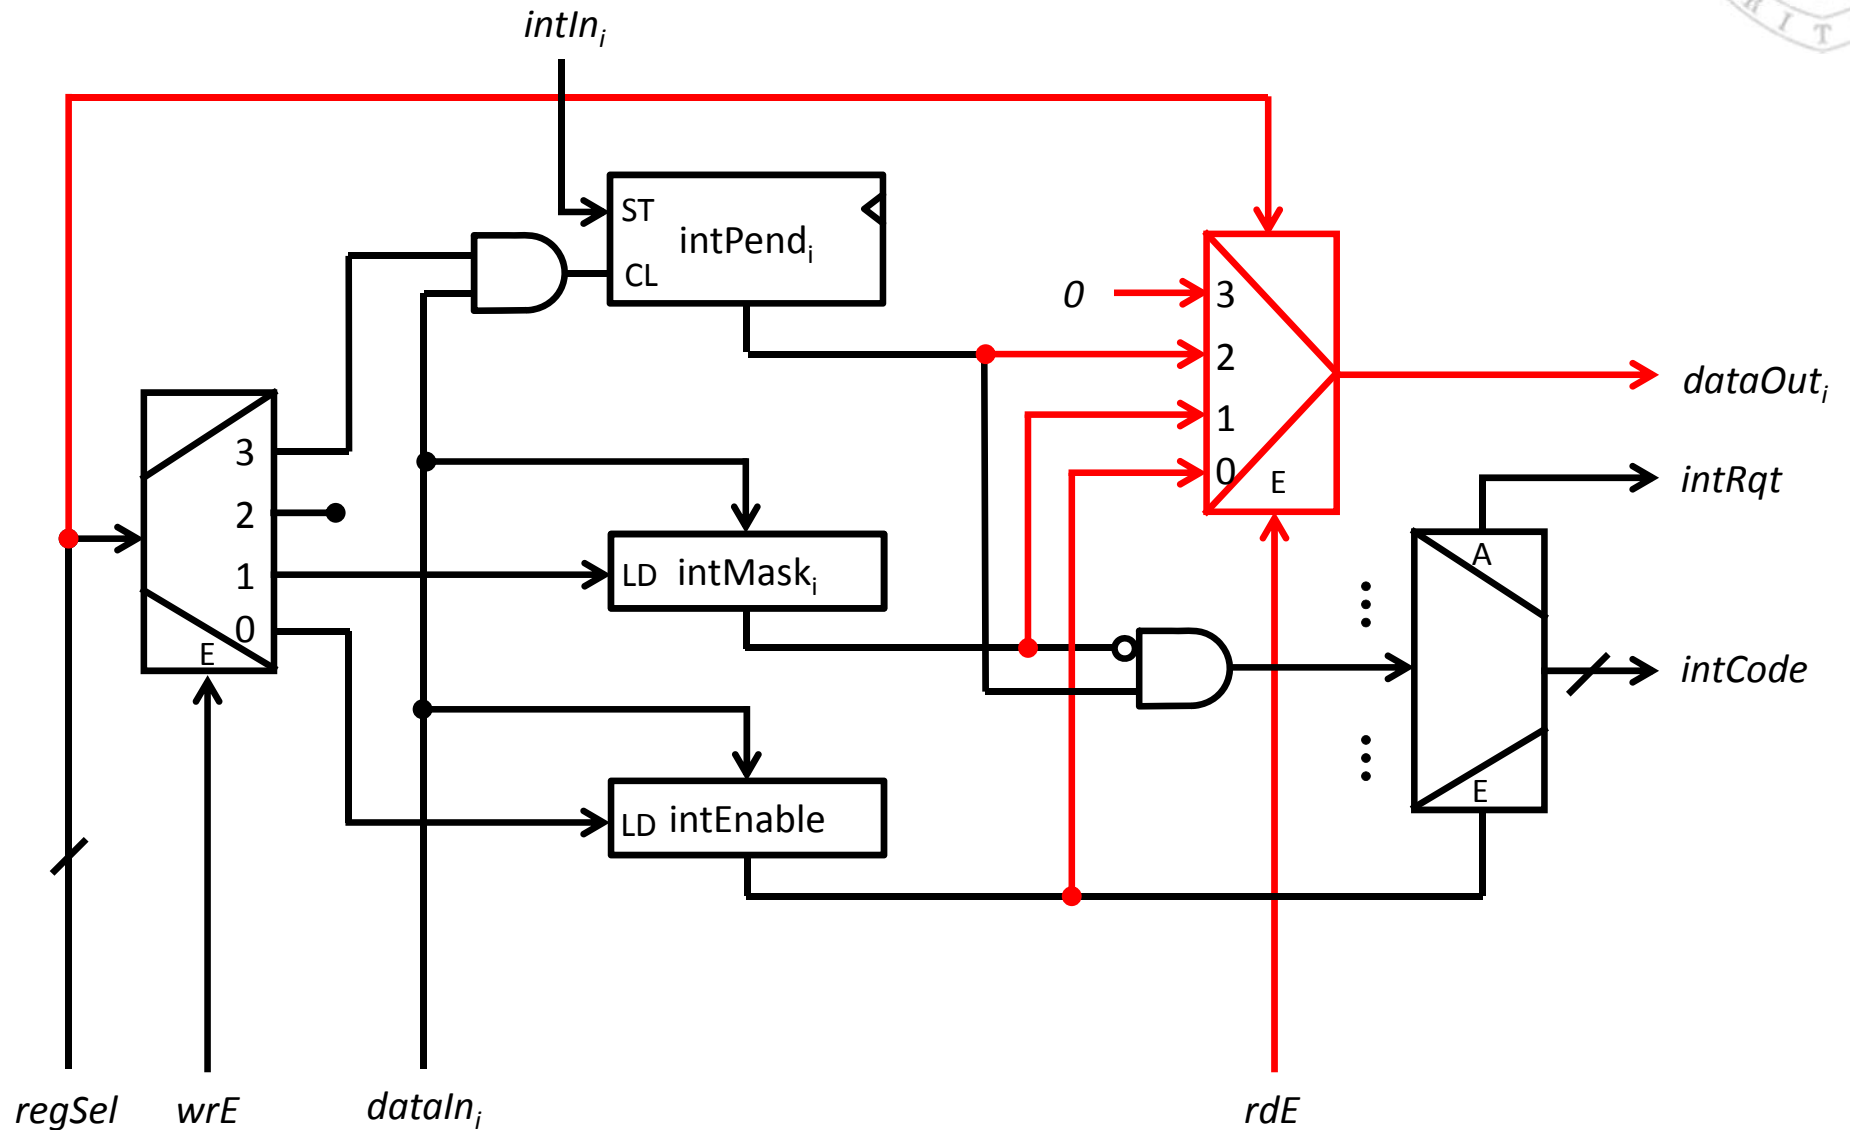 intIn_i
ST
intPend_i
CL
0
3
2
1
0
E
dataOut_i
3
2
1
0
E
LD intMask_i
A
intRqt
intCode
E
LD intEnable
regSel
wrE
dataIn_i
rdE
R I T